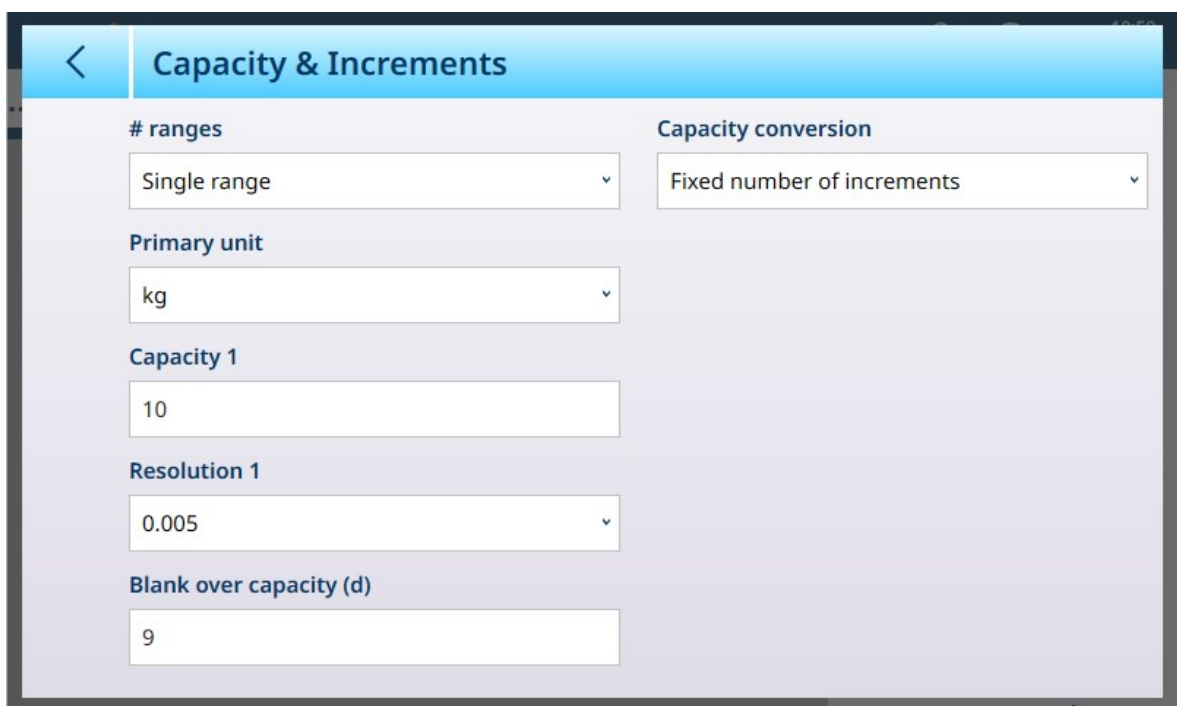 Capacity & Increments
# ranges
Single range
Primary unit
kg
Capacity 1
10
Resolution 1
0.005
Blank over capacity (d)
9
Capacity conversion
Fixed number of increments